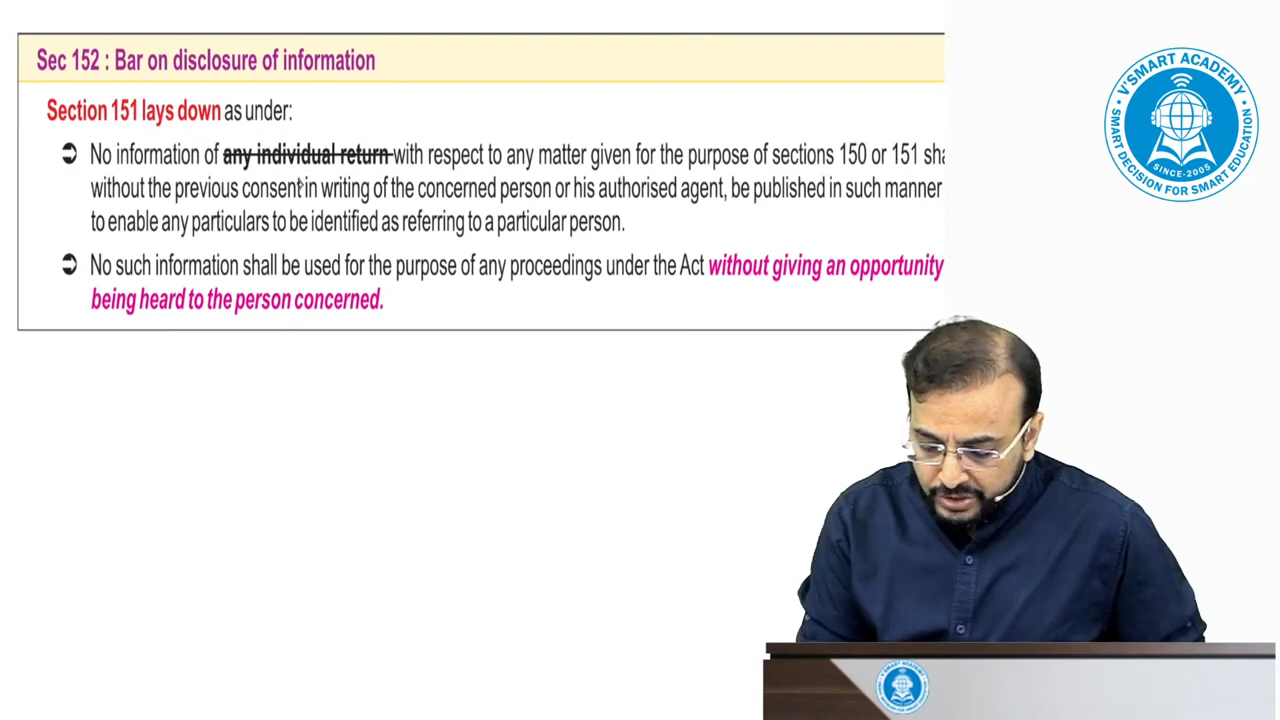 Sec 152 : Bar on disclosure of information
Section 151 lays down as under:
No information of any individual return with respect to any matter given for the purpose of sections 150 or 151
without the previous consent in writing of the concerned person or his authorised agent, be published in such manner
to enable any particulars to be identified as referring to a particular person.
No such information shall be used for the purpose of any proceedings under the Act without giving an opportunity
being heard to the person concerned.
V'SMART ACADEMY
SINCE-2005
SMART DECISION FOR SMART EDUCATION